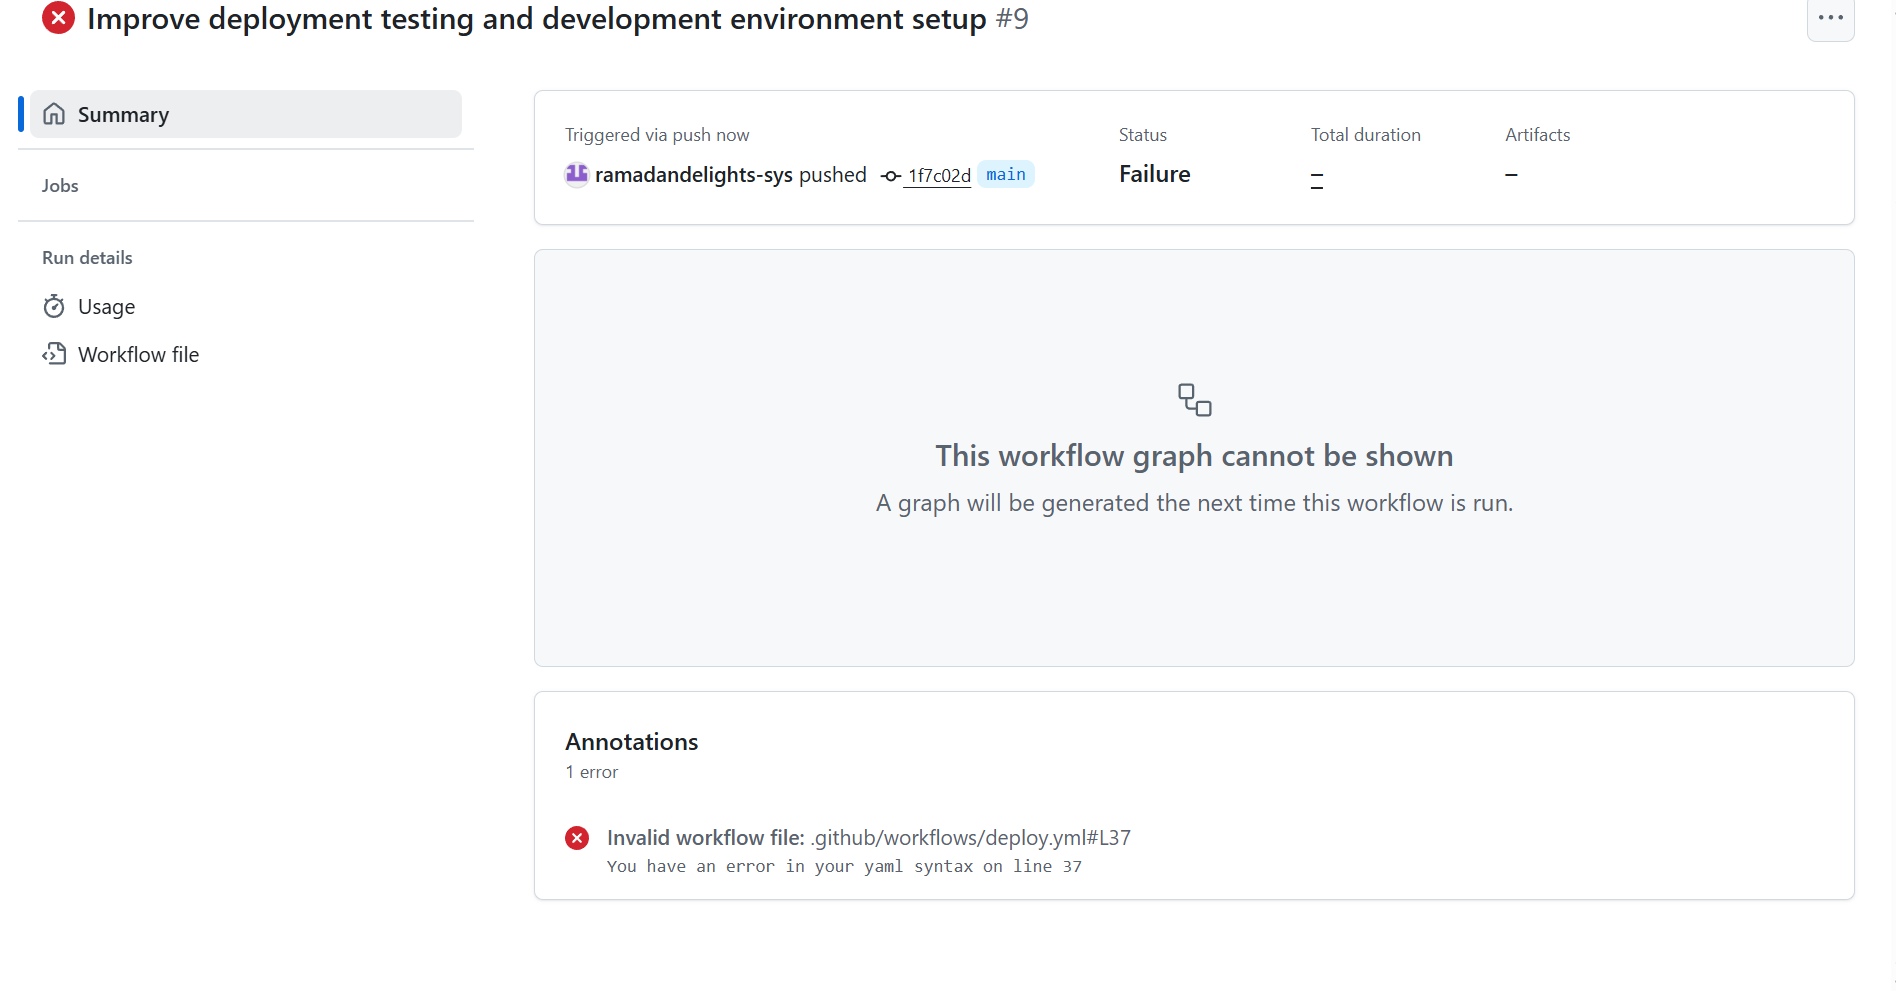 Improve deployment testing and development environment setup #9
Summary
Jobs
Run details
Usage
Workflow file
Triggered via push now
ramadandelights-sys pushed 1f7c02d main
Status
Failure
Total duration
–
Artifacts
–
This workflow graph cannot be shown
A graph will be generated the next time this workflow is run.
Annotations
1 error
Invalid workflow file: .github/workflows/deploy.yml#L37
You have an error in your yaml syntax on line 37